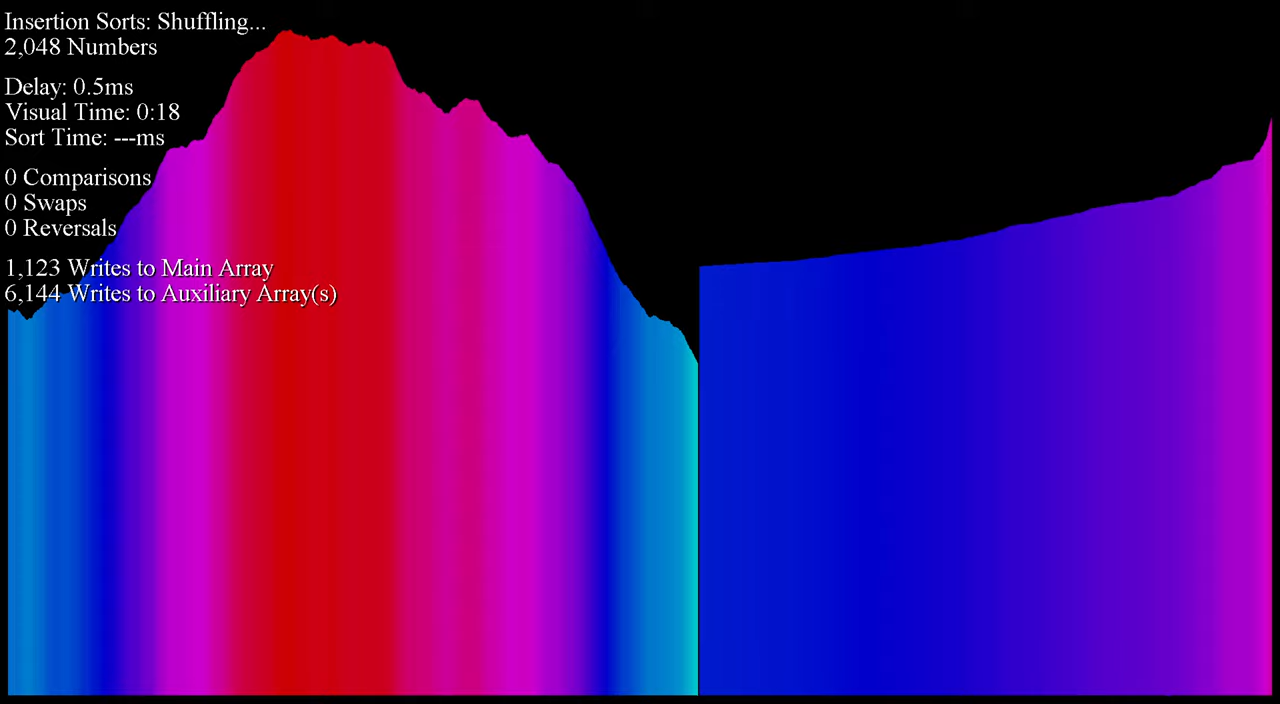 Insertion Sorts: Shuffling...
2,048 Numbers
Delay: 0.5ms
Visual Time: 0:18
Sort Time: ---ms
0 Comparisons
0 Swaps
0 Reversals
1,123 Writes to Main Array
6,144 Writes to Auxiliary Array(s)